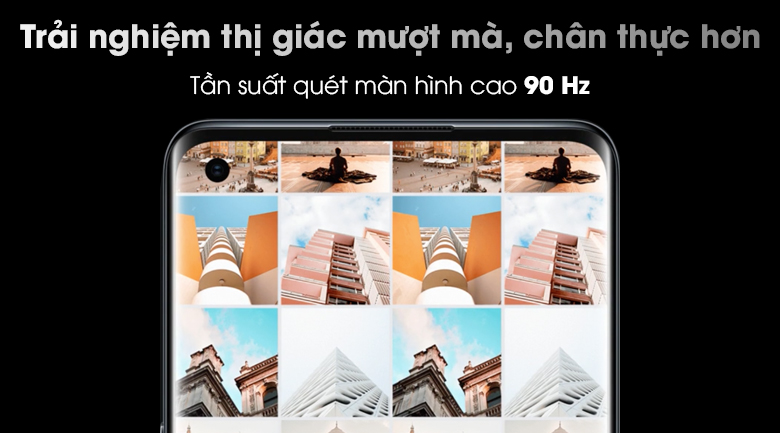 Trải nghiệm thị giác mượt mà, chân thực hơn
Tần suất quét màn hình cao 90 Hz